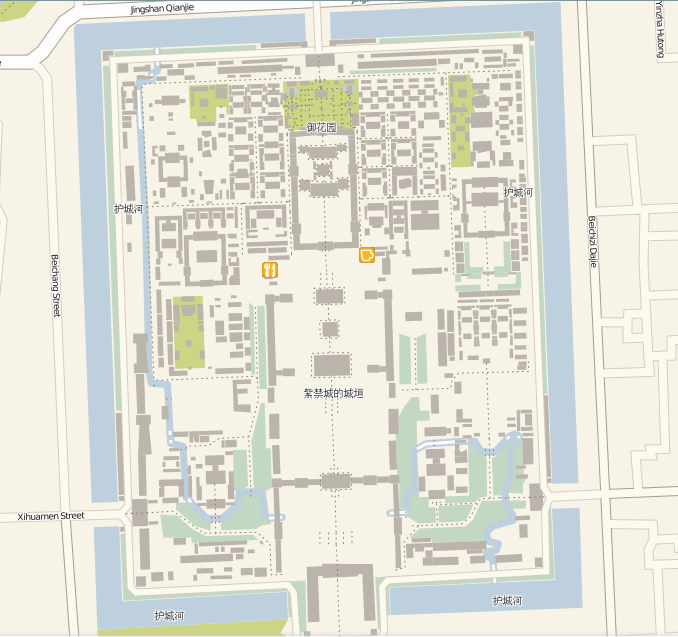 Jingshan Qianjie
Yinzha Hutong
御花园
护城河
护城河
Beichizi Dajie
Beichang Street
紫禁城的城垣
Xihuamen Street
护城河
护城河